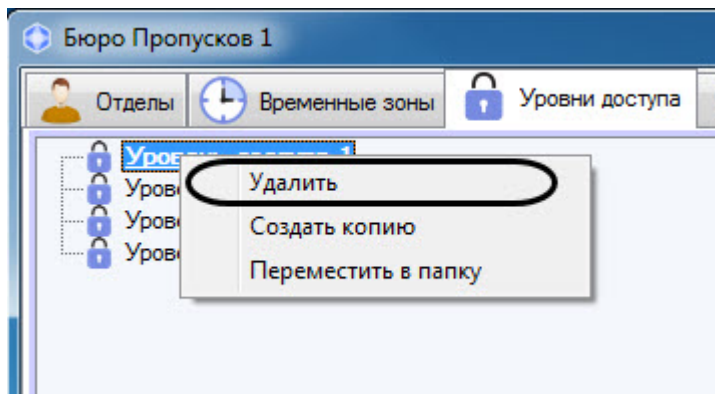 Бюро Пропусков 1
Отделы
Временные зоны
Уровни доступа
Удалить
Создать копию
Переместить в папку